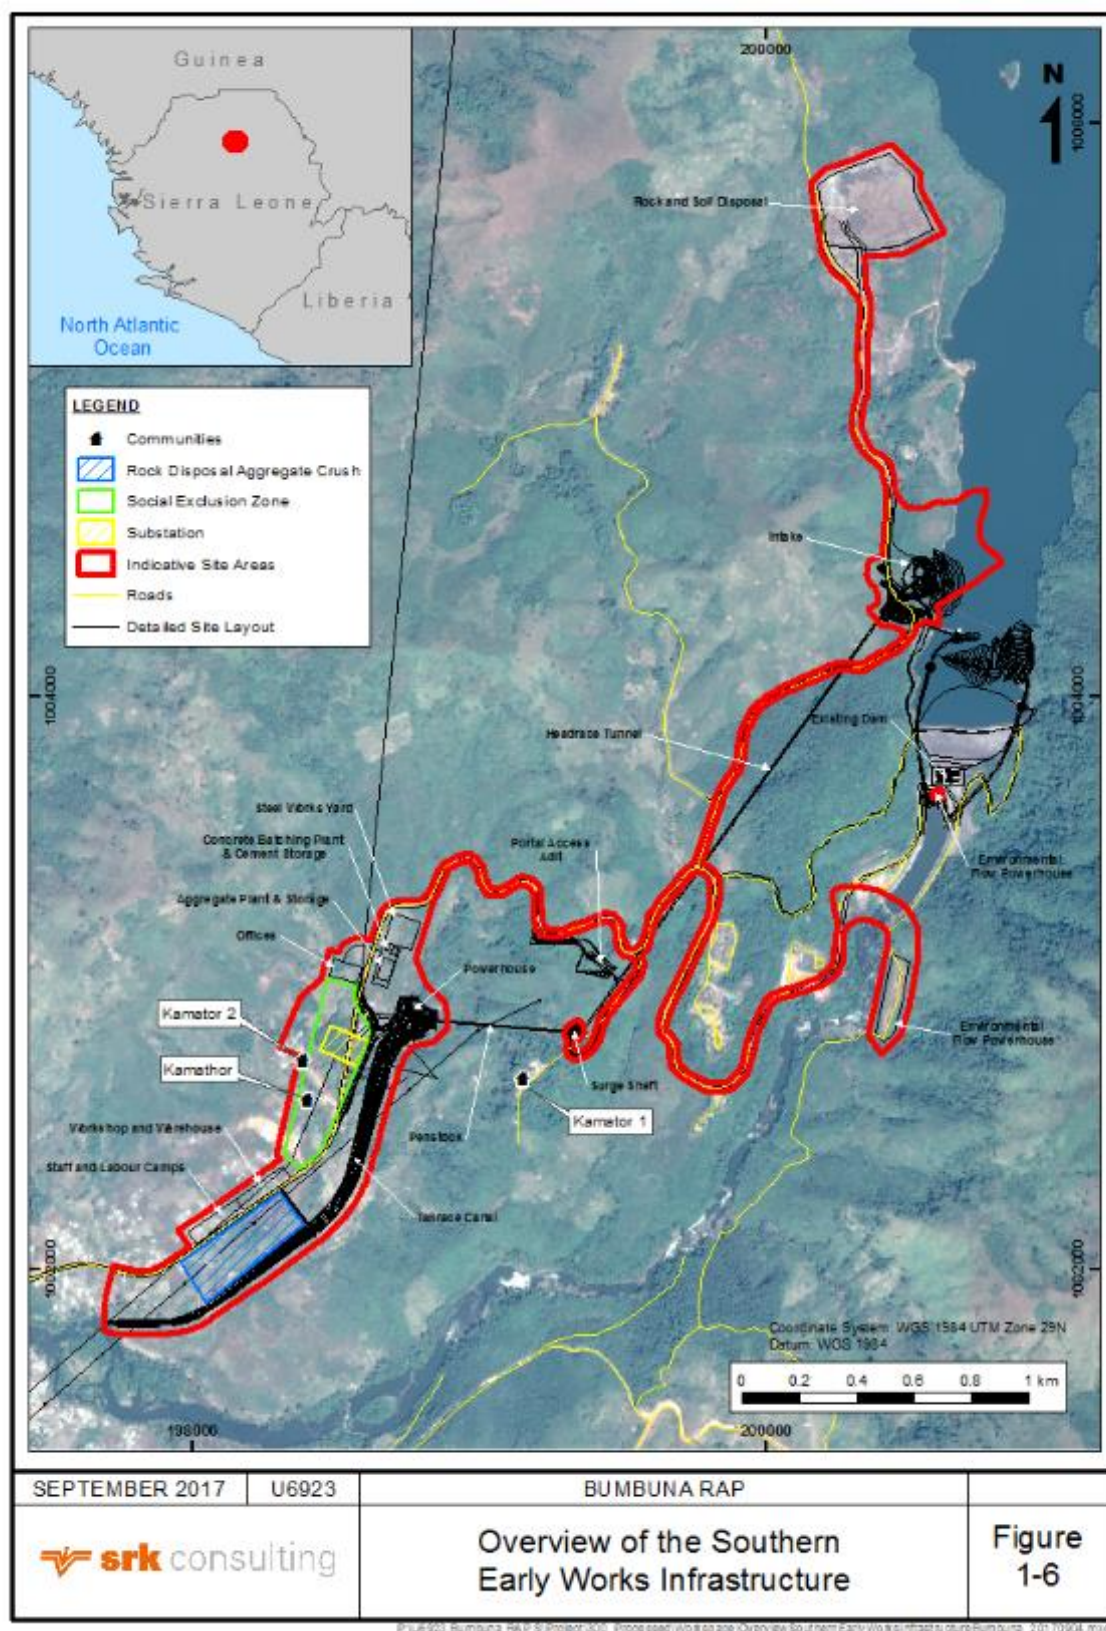 Guinea
Sierra Leone
Liberia
North Atlantic
Ocean
200000
N
1006000
Rock and Soil Disposal
LEGEND
Communities
Rock Disposal Aggregate Crush
Social Exclusion Zone
Substation
Indicative Site Areas
Roads
Detailed Site Layout
Intake
1004000
1004000
Existing Dam
Headrace Tunnel
Steel Works Yard
Concrete Batching Plant
& Cement Storage
Portal Access
Adit
Environmental
Flow Powerhouse
Aggregate Plant & Storage
Offices
Powerhouse
Kamator 2
Environmental
Flow Powerhouse
Kamathor
Surge Shaft
Kamator 1
Workshop and Warehouse
Penstock
Staff and Labour Camps
Tailrace Canal
1002000
1002000
Coordinate System: WGS 1984 UTM Zone 29N
Datum: WGS 1984
0 0.2 0.4 0.6 0.8 1 km
198000
200000
SEPTEMBER 2017
U6923
BUMBUNA RAP
srk consulting
Overview of the Southern
Early Works Infrastructure
Figure
1-6